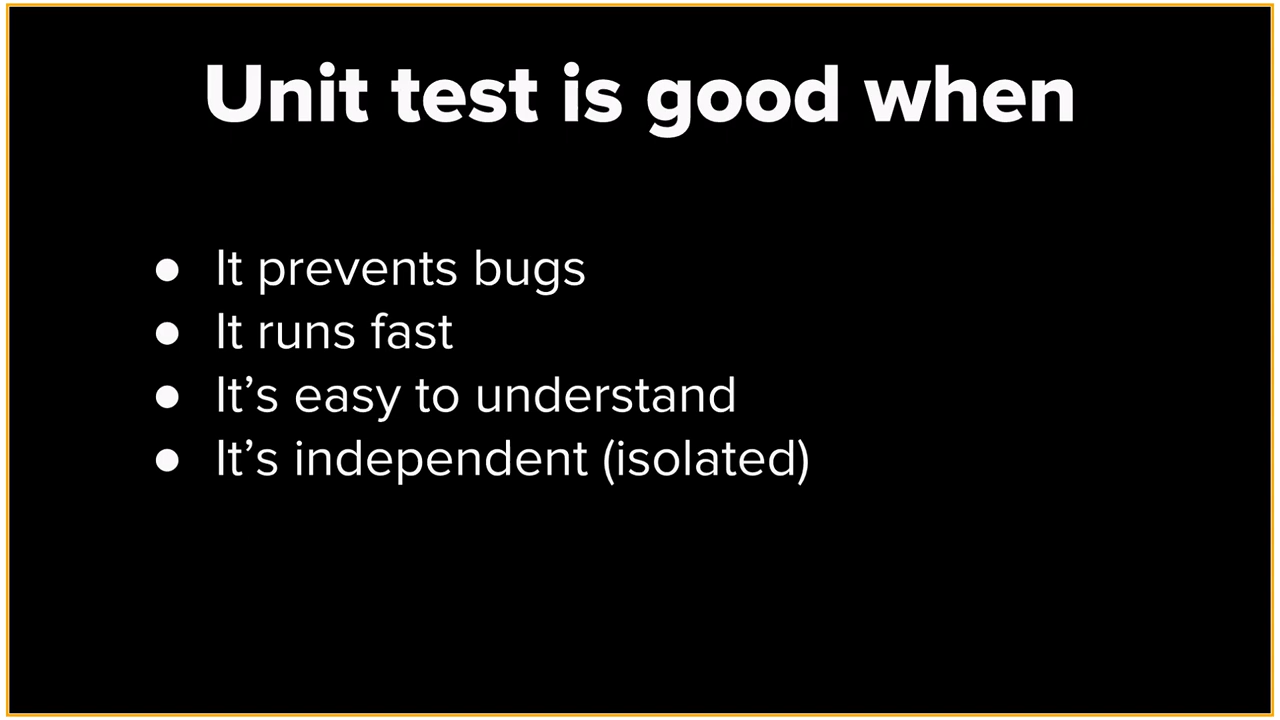 Unit test is good when
● It prevents bugs
● It runs fast
● It’s easy to understand
● It’s independent (isolated)